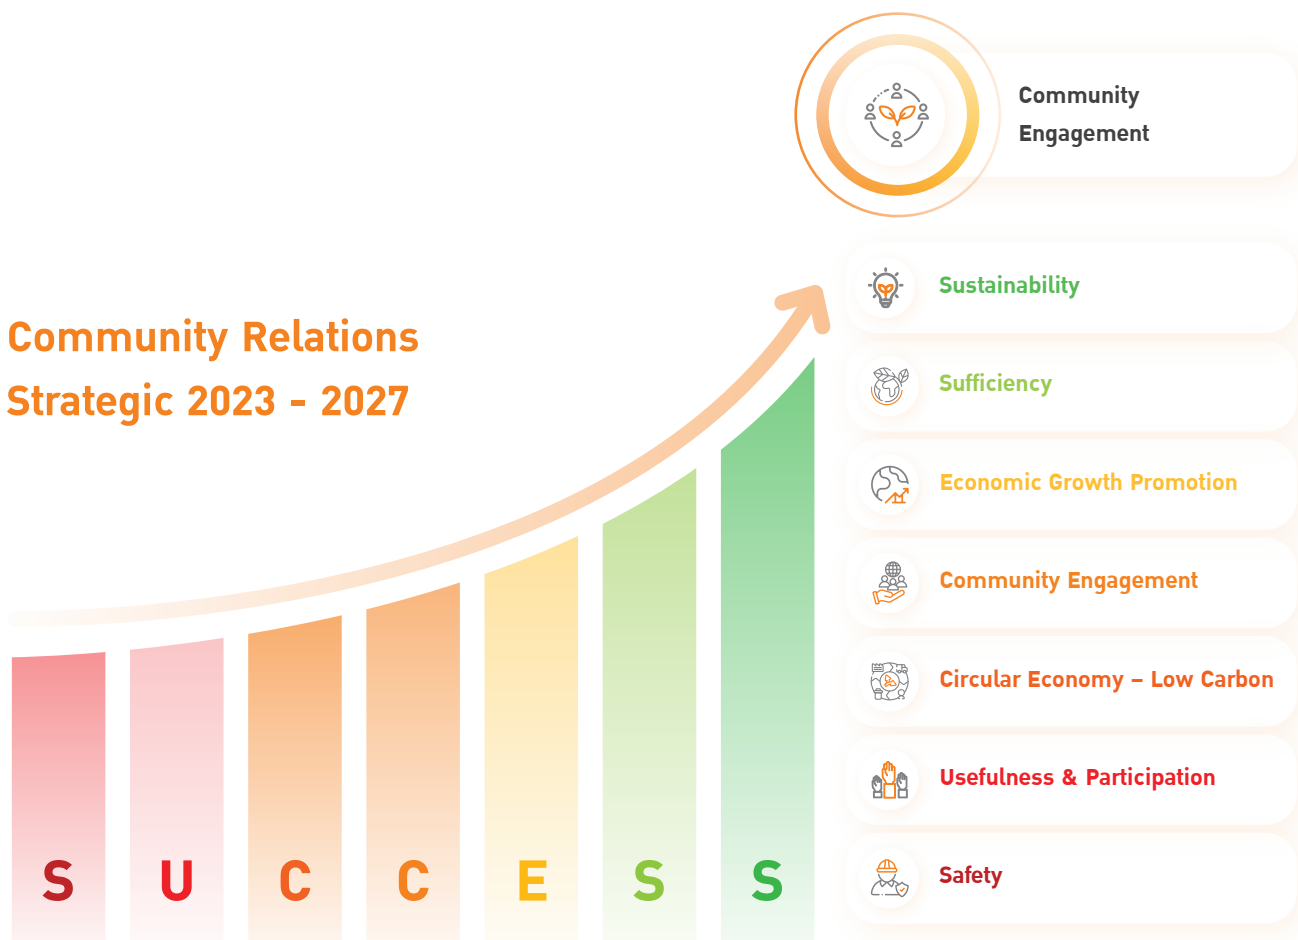 Community
Engagement
Community Relations
Strategic 2023 - 2027
Sustainability
Sufficiency
Economic Growth Promotion
Community Engagement
Circular Economy – Low Carbon
Usefulness & Participation
Safety
S U C C E S S